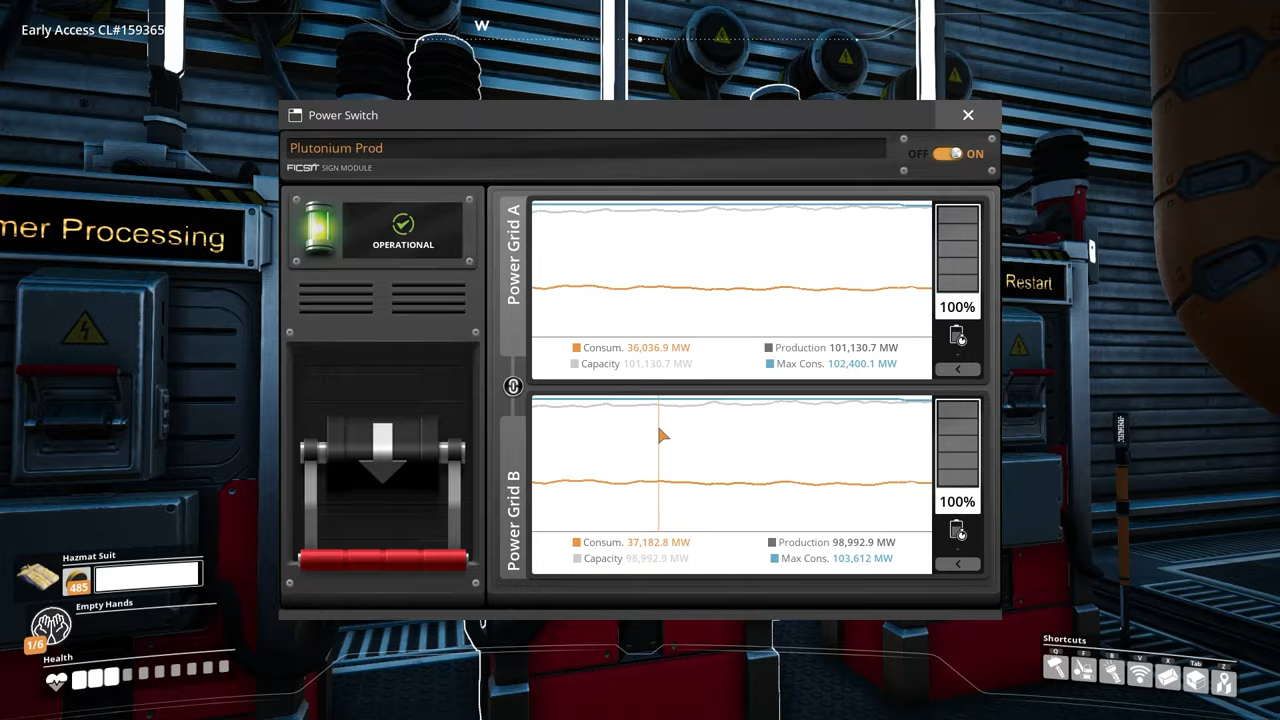 Early Access CL#159365
W
Power Switch
Plutonium Prod
OFF ON
FICSIT SIGN MODULE
OPERATIONAL
mer Processing
Restart
Power Grid A
100%
Consum. 36,036.9 MW
Production 101,130.7 MW
Capacity 101,130.7 MW
Max Cons. 102,400.1 MW
Power Grid B
100%
Consum. 37,182.8 MW
Production 98,992.9 MW
Capacity 98,992.9 MW
Max Cons. 103,612 MW
Hazmat Suit
485
Empty Hands
1/6
Health
Shortcuts
Q F B V X Tab Z